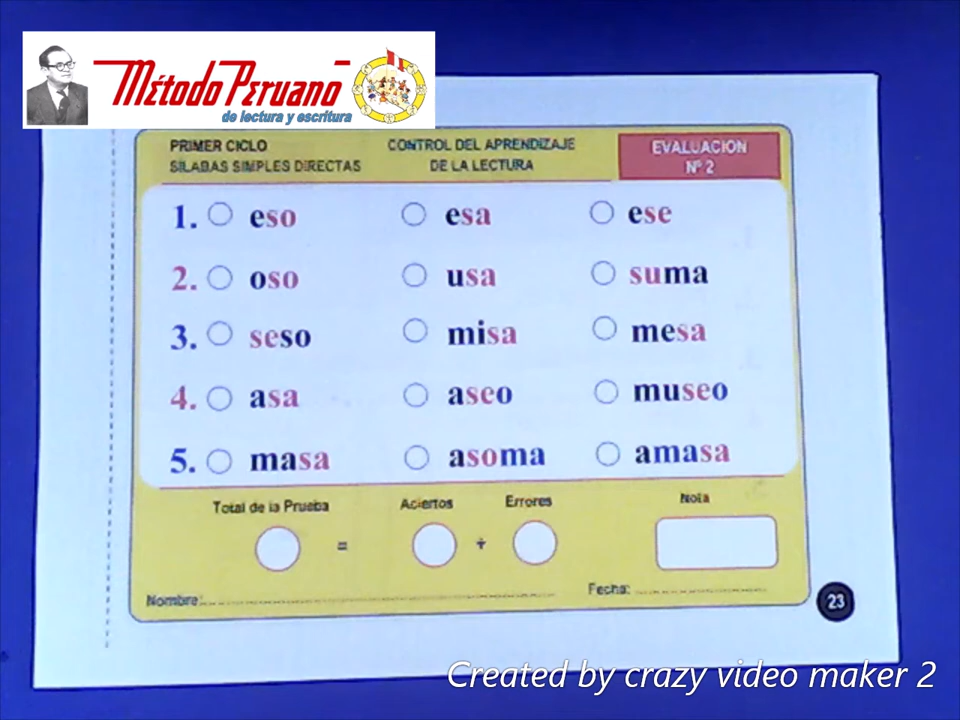 Método Peruano
de lectura y escritura
PRIMER CICLO
SÍLABAS SIMPLES DIRECTAS
CONTROL DEL APRENDIZAJE
DE LA LECTURA
EVALUACIÓN
Nº 2
1. eso esa ese
2. oso usa suma
3. seso misa mesa
4. asa aseo museo
5. masa asoma amasa
Total de la Prueba Aciertos Errores Nota
= +
Nombre: Fecha:
23
Created by crazy video maker 2